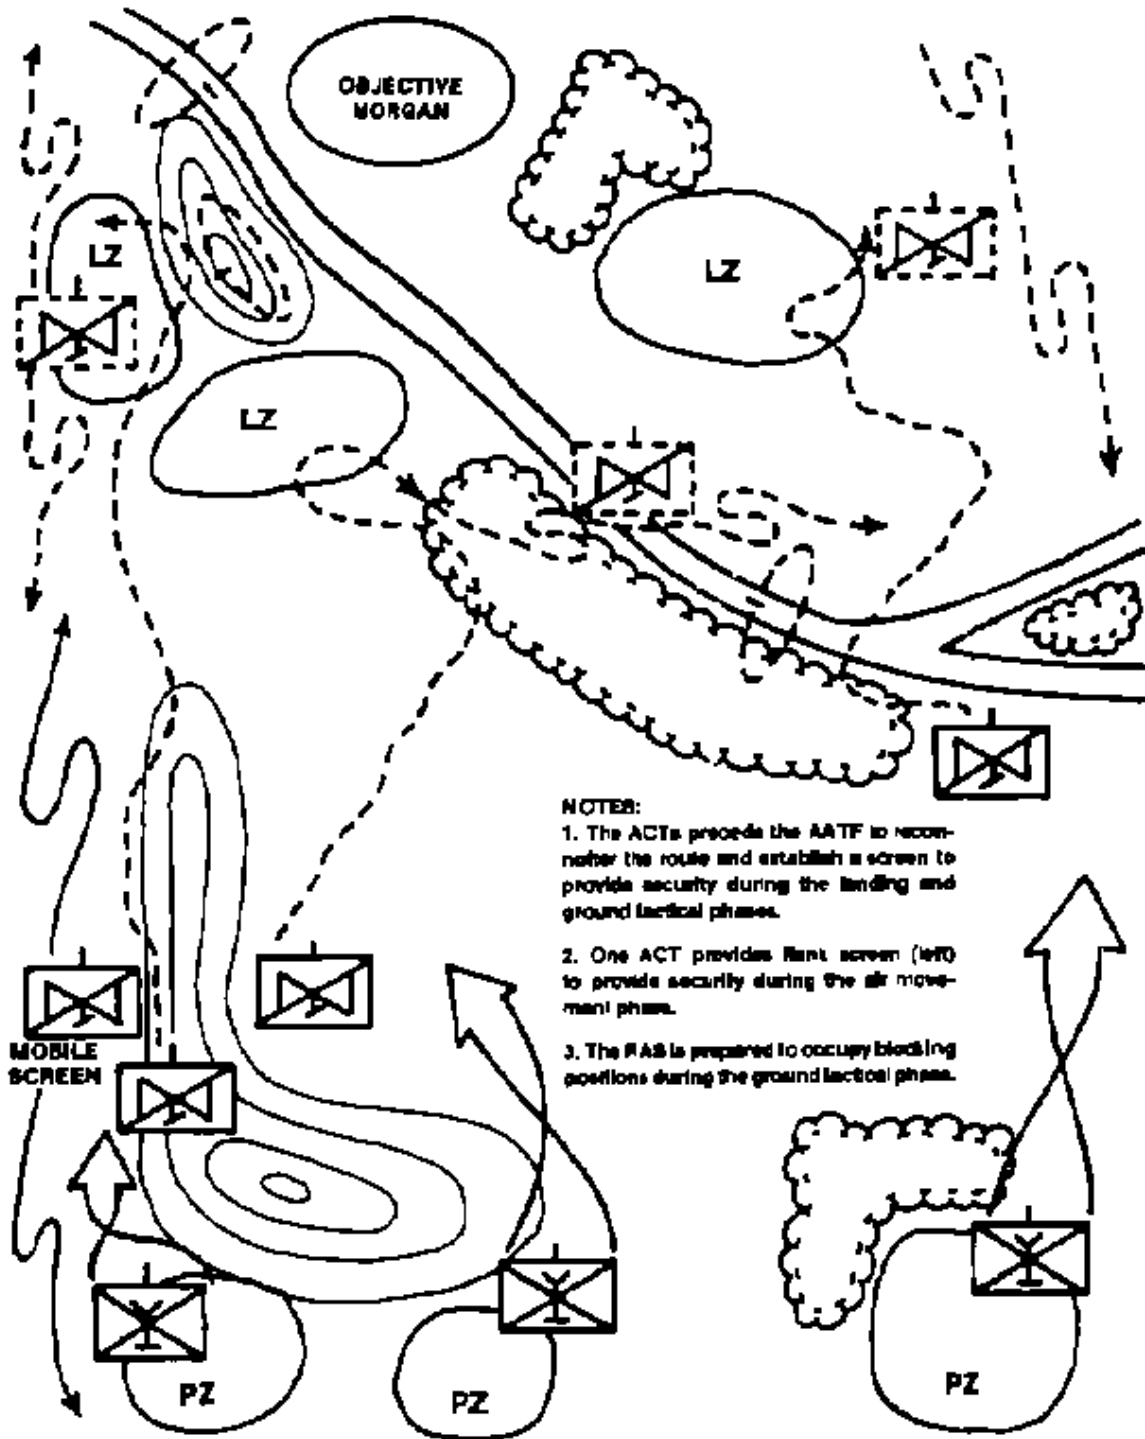 OBJECTIVE
MORGAN
LZ
LZ
LZ
NOTES:
1. The ACTs precede the AATF to recon-
noiter the route and establish a screen to
provide security during the landing and
ground tactical phases.
2. One ACT provides flank screen (left)
to provide security during the air move-
ment phase.
3. The RAS is prepared to occupy blocking
positions during the ground tactical phase.
MOBILE
SCREEN
PZ
PZ
PZ